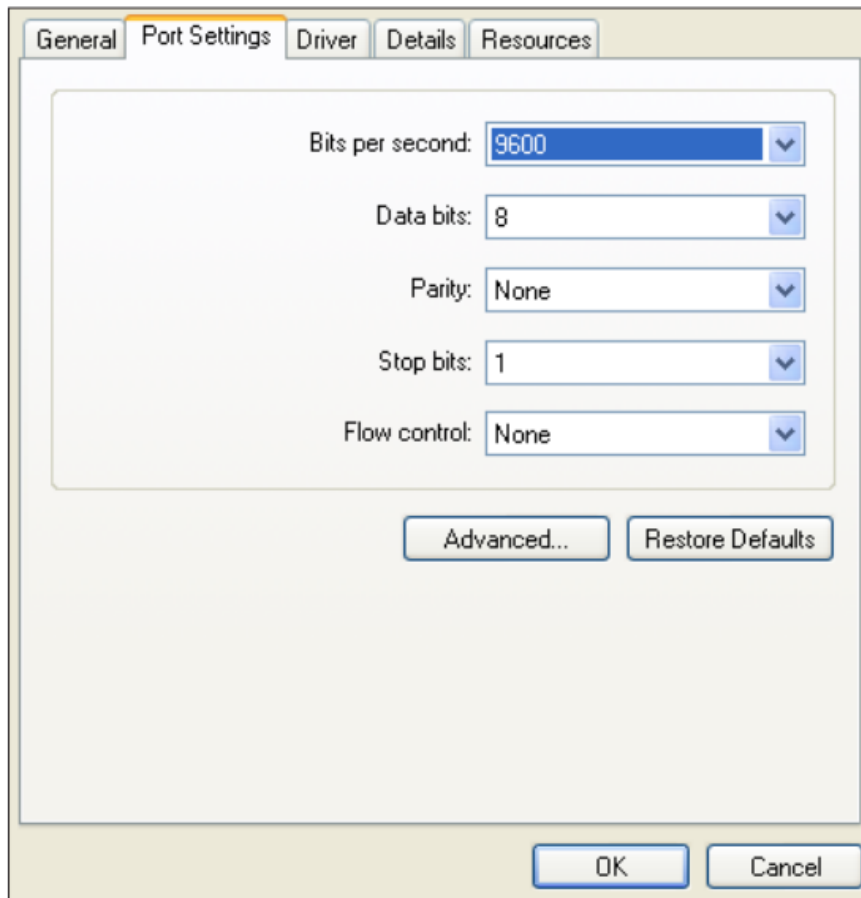 General Port Settings Driver Details Resources
Bits per second: 9600
Data bits: 8
Parity: None
Stop bits: 1
Flow control: None
Advanced... Restore Defaults
OK Cancel